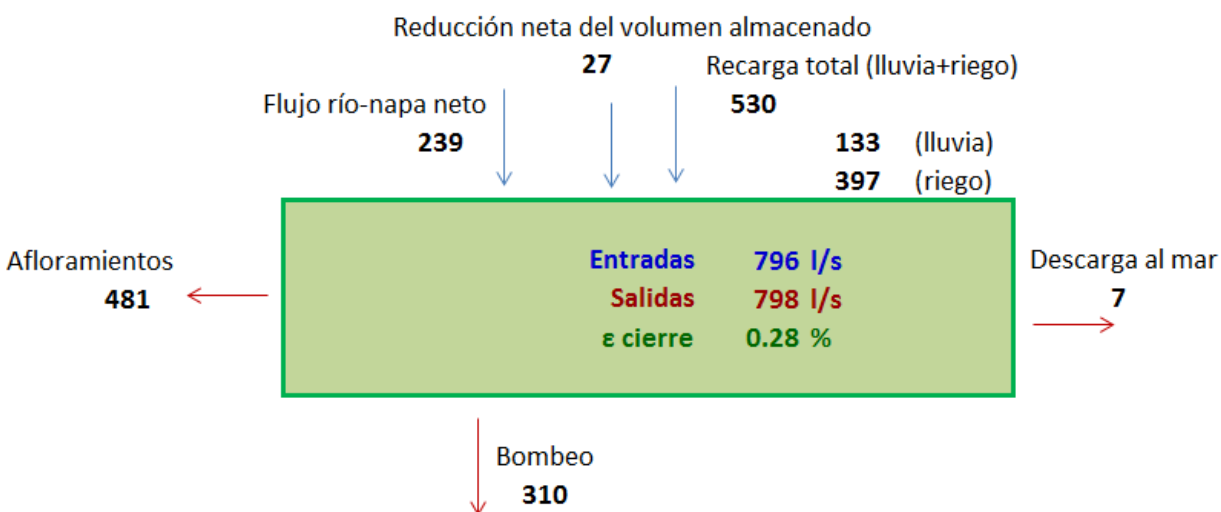 Reducción neta del volumen almacenado
27
Recarga total (lluvia+riego)
530
Flujo río-napa neto
239
133 (lluvia)
397 (riego)
Afloramientos
481
Entradas 796 l/s
Salidas 798 l/s
ε cierre 0.28 %
Descarga al mar
7
Bombeo
310